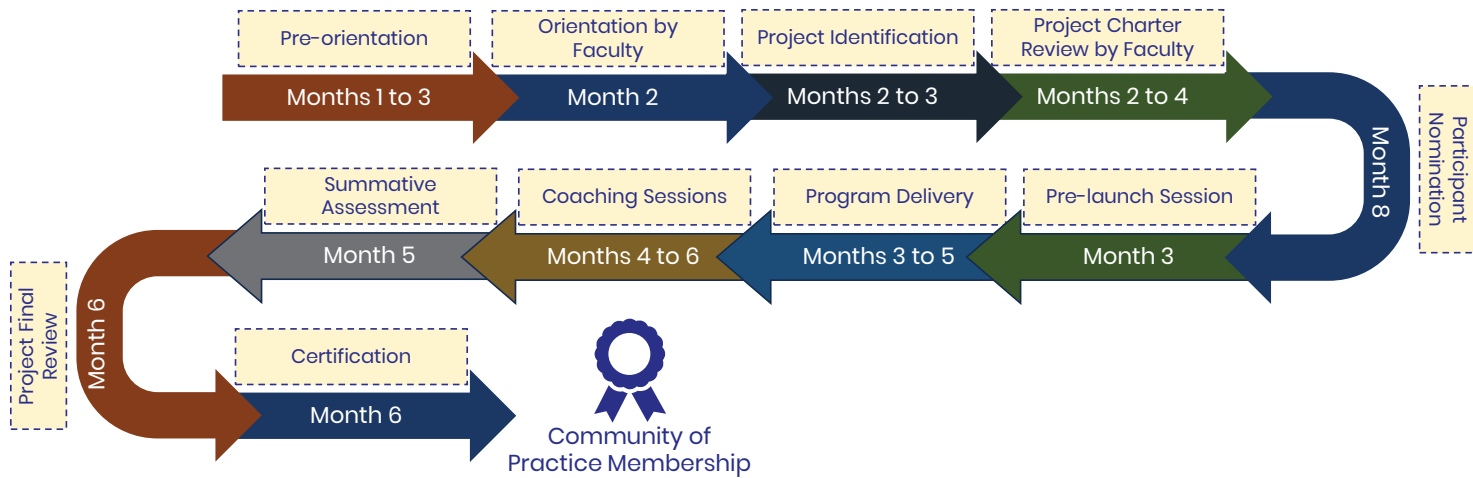 Pre-orientation
Months 1 to 3
Orientation by
Faculty
Month 2
Project Identification
Months 2 to 3
Project Charter
Review by Faculty
Months 2 to 4
Participant
Nomination
Month 8
Pre-launch Session
Month 3
Program Delivery
Months 3 to 5
Coaching Sessions
Months 4 to 6
Summative
Assessment
Month 5
Project Final
Review
Month 6
Certification
Month 6
Community of
Practice Membership